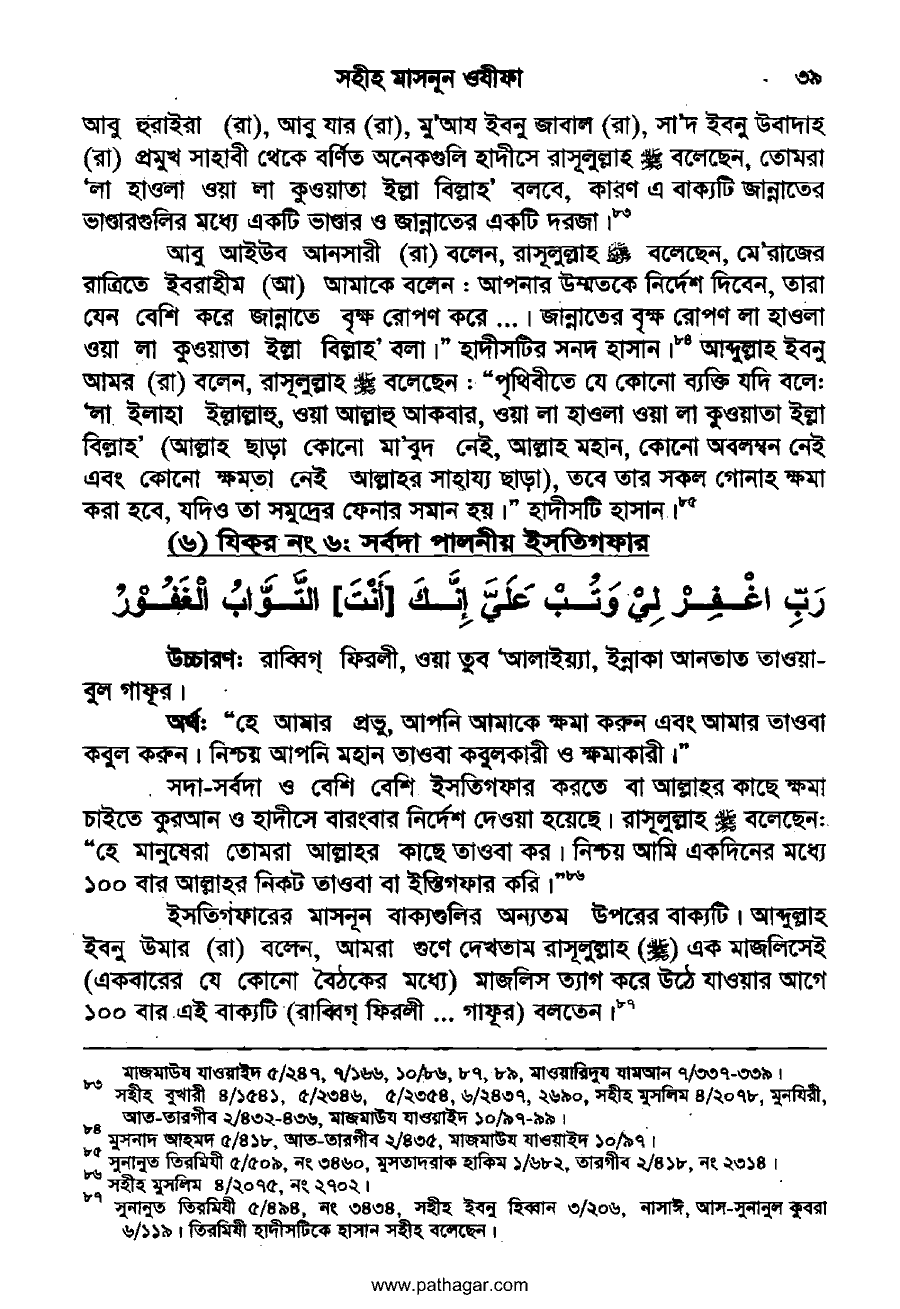 সহীহ মাসনূন ওযীফা ৩৯
আবু হুরাইরা (রা), আবু যার (রা), মু'আয ইবনু জাবাল (রা), সা'দ ইবনু উবাদাহ
(রা) প্রমুখ সাহাবী থেকে বর্ণিত অনেকগুলি হাদীসে রাসূলুল্লাহ ﷺ বলেছেন, তোমরা
‘লা হাওলা ওয়া লা কুওয়াতা ইল্লা বিল্লাহ’ বলবে, কারণ এ বাক্যটি জান্নাতের
ভাণ্ডারগুলির মধ্যে একটি ভাণ্ডার ও জান্নাতের একটি দরজা।৮৩
আবু আইউব আনসারী (রা) বলেন, রাসূলুল্লাহ ﷺ বলেছেন, মে'রাজের
রাত্রিতে ইবরাহীম (আ) আমাকে বলেন : আপনার উম্মতকে নির্দেশ দিবেন, তারা
যেন বেশি করে জান্নাতে বৃক্ষ রোপণ করে ...। জান্নাতের বৃক্ষ রোপণ লা হাওলা
ওয়া লা কুওয়াতা ইল্লা বিল্লাহ’ বলা।” হাদীসটির সনদ হাসান।৮৪ আব্দুল্লাহ ইবনু
আমর (রা) বলেন, রাসূলুল্লাহ ﷺ বলেছেন : “পৃথিবীতে যে কোনো ব্যক্তি যদি বলে:
‘লা ইলাহা ইল্লাল্লাহু, ওয়া আল্লাহু আকবার, ওয়া লা হাওলা ওয়া লা কুওয়াতা ইল্লা
বিল্লাহ’ (আল্লাহ ছাড়া কোনো মা'বুদ নেই, আল্লাহ মহান, কোনো অবলম্বন নেই
এবং কোনো ক্ষমতা নেই আল্লাহর সাহায্য ছাড়া), তবে তার সকল গোনাহ ক্ষমা
করা হবে, যদিও তা সমুদ্রের ফেনার সমান হয়।” হাদীসটি হাসান।৮৫
(৬) যিকর নং ৬: সর্বদা পালনীয় ইসতিগফার
رَبِّ اغْفِرْ لِيْ وَتُبْ عَلَيَّ إِنَّكَ [أَنْتَ] التَّوَّابُ الْغَفُوْرُ
উচ্চারণ: রাব্বিগ্ ফিরলী, ওয়া তুব ‘আলাইয়্যা, ইন্নাকা আনতাত তাওয়া-
বুল গাফূর।
অর্থ: “হে আমার প্রভু, আপনি আমাকে ক্ষমা করুন এবং আমার তাওবা
কবুল করুন। নিশ্চয় আপনি মহান তাওবা কবুলকারী ও ক্ষমাকারী।”
সদা-সর্বদা ও বেশি বেশি ইসতিগফার করতে বা আল্লাহর কাছে ক্ষমা
চাইতে কুরআন ও হাদীসে বারংবার নির্দেশ দেওয়া হয়েছে। রাসূলুল্লাহ ﷺ বলেছেন:
“হে মানুষেরা তোমরা আল্লাহর কাছে তাওবা কর। নিশ্চয় আমি একদিনের মধ্যে
১০০ বার আল্লাহর নিকট তাওবা বা ইস্তিগফার করি।”৮৬
ইসতিগফারের মাসনূন বাক্যগুলির অন্যতম উপরের বাক্যটি। আব্দুল্লাহ
ইবনু উমার (রা) বলেন, আমরা গুণে দেখতাম রাসূলুল্লাহ (ﷺ) এক মাজলিসেই
(একবারের যে কোনো বৈঠকের মধ্যে) মাজলিস ত্যাগ করে উঠে যাওয়ার আগে
১০০ বার এই বাক্যটি (রাব্বিগ্ ফিরলী ... গাফূর) বলতেন।৮৭
মাজমাউয যাওয়াইদ ৫/২৪৭, ৭/১৬৬, ১০/৮৬, ৮৭, ৮৯, মাওয়ারিদুয যামআন ৭/৩৩৭-৩৩৯।
৮৩ সহীহ বুখারী ৪/১৫৪১, ৫/২৩৪৬, ৫/২৩৫৪, ৬/২৪৩৭, ২৬৯০, সহীহ মুসলিম ৪/২০৭৮, মুনযিরী,
আত-তারগীব ২/৪৩২-৪৩৬, মাজমাউয যাওয়াইদ ১০/৯৭-৯৯।
৮৪ মুসনাদ আহমদ ৫/৪১৮, আত-তারগীব ২/৪৩৫, মাজমাউয যাওয়াইদ ১০/৯৭।
৮৫ সুনানুত তিরমিযী ৫/৫০৯, নং ৩৪৬০, মুসতাদরাক হাকিম ১/৬৮২, তারগীব ২/৪১৮, নং ২৩১৪।
৮৬ সহীহ মুসলিম ৪/২০৭৫, নং ২৭০২।
৮৭ সুনানুত তিরমিযী ৫/৪৯৪, নং ৩৪৩৪, সহীহ ইবনু হিব্বান ৩/২০৬, নাসাঈ, আস-সুনানুল কুবরা
৬/১১৯। তিরমিযী হাদীসটিকে হাসান সহীহ বলেছেন।
www.pathagar.com